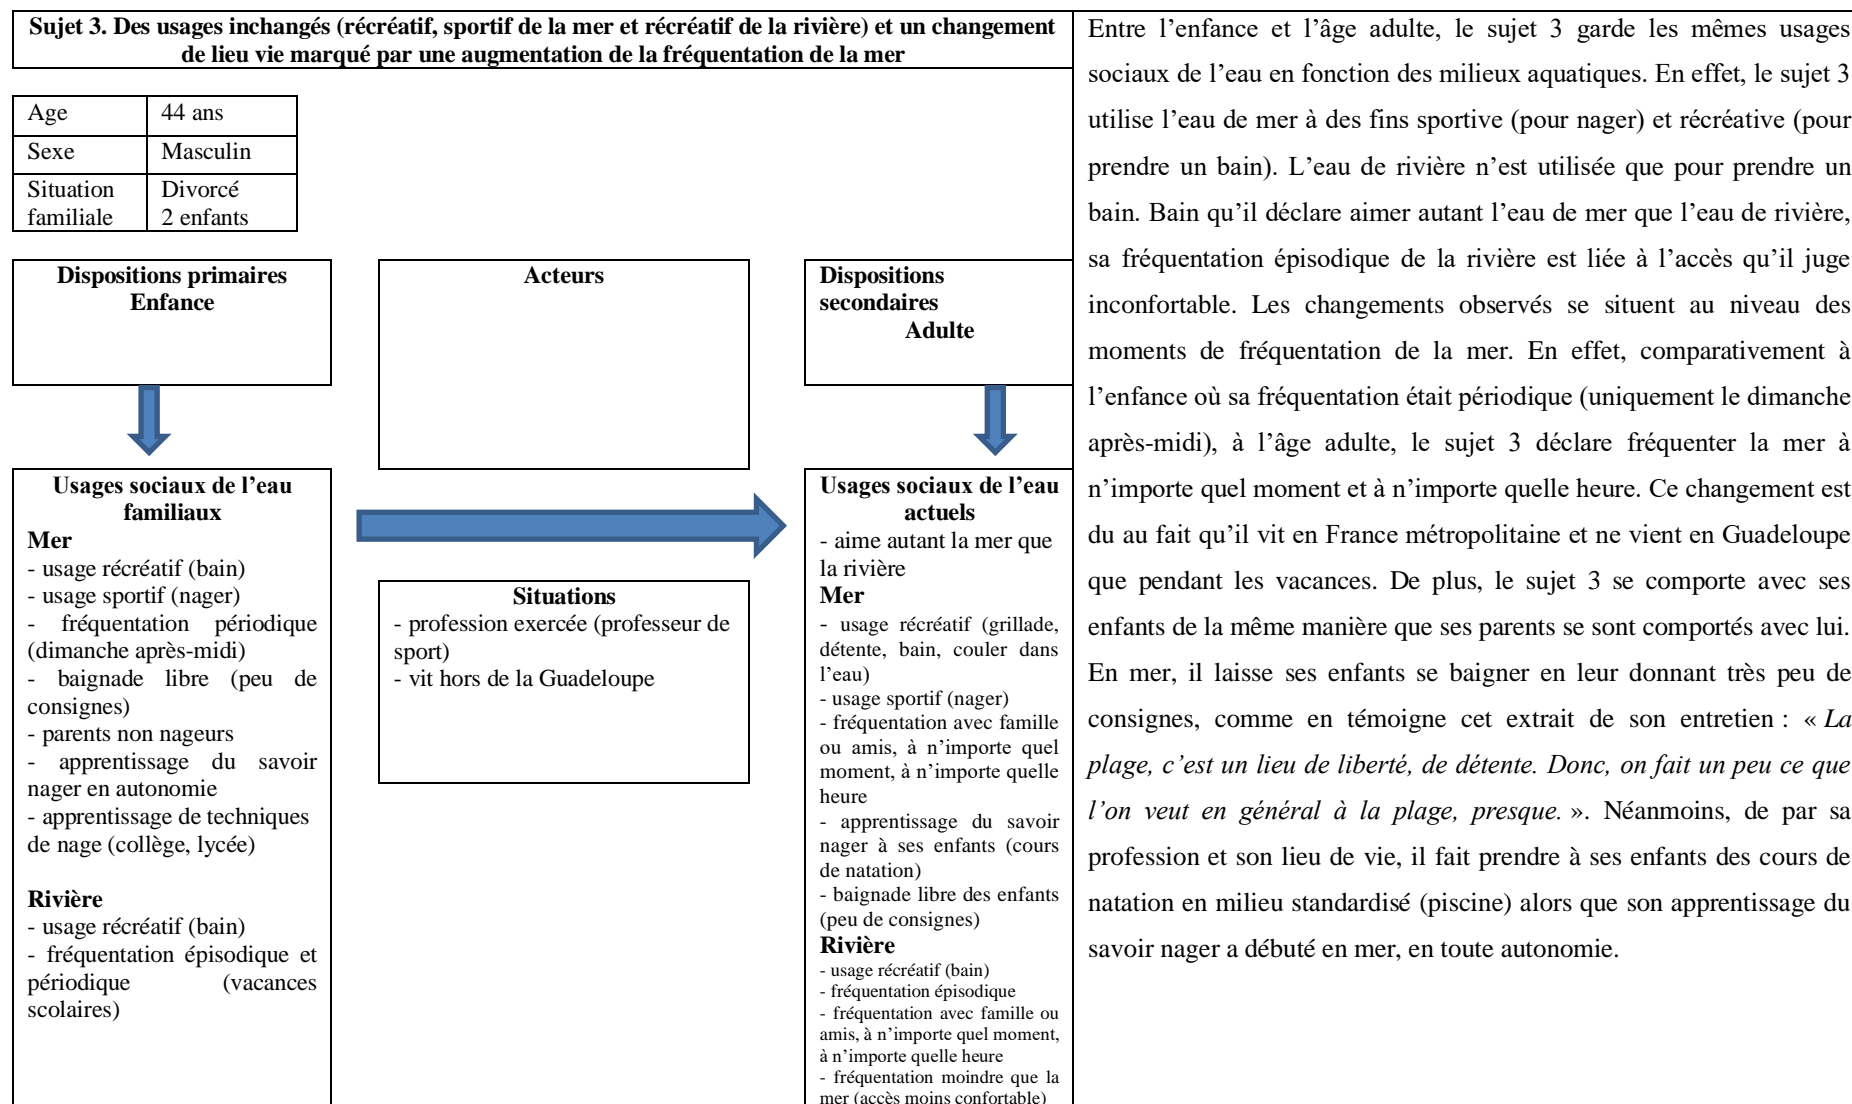 Sujet 3. Des usages inchangés (récréatif, sportif de la mer et récréatif de la rivière) et un changement
de lieu vie marqué par une augmentation de la fréquentation de la mer
Age 44 ans
Sexe Masculin
Situation familiale Divorcé 2 enfants
Dispositions primaires
Enfance
Acteurs
Dispositions
secondaires
Adulte
Usages sociaux de l’eau
familiaux
Mer
- usage récréatif (bain)
- usage sportif (nager)
- fréquentation périodique
(dimanche après-midi)
- baignade libre (peu de
consignes)
- parents non nageurs
- apprentissage du savoir
nager en autonomie
- apprentissage de techniques
de nage (collège, lycée)
Rivière
- usage récréatif (bain)
- fréquentation épisodique et
périodique (vacances
scolaires)
Situations
- profession exercée (professeur de
sport)
- vit hors de la Guadeloupe
Usages sociaux de l’eau
actuels
- aime autant la mer que
la rivière
Mer
- usage récréatif (grillade,
détente, bain, couler dans
l’eau)
- usage sportif (nager)
- fréquentation avec famille
ou amis, à n’importe quel
moment, à n’importe quelle
heure
- apprentissage du savoir
nager à ses enfants (cours
de natation)
- baignade libre des enfants
(peu de consignes)
Rivière
- usage récréatif (bain)
- fréquentation épisodique
- fréquentation avec famille ou
amis, à n’importe quel moment,
à n’importe quelle heure
- fréquentation moindre que la
mer (accès moins confortable)
Entre l’enfance et l’âge adulte, le sujet 3 garde les mêmes usages
sociaux de l’eau en fonction des milieux aquatiques. En effet, le sujet 3
utilise l’eau de mer à des fins sportive (pour nager) et récréative (pour
prendre un bain). L’eau de rivière n’est utilisée que pour prendre un
bain. Bain qu’il déclare aimer autant l’eau de mer que l’eau de rivière,
sa fréquentation épisodique de la rivière est liée à l’accès qu’il juge
inconfortable. Les changements observés se situent au niveau des
moments de fréquentation de la mer. En effet, comparativement à
l’enfance où sa fréquentation était périodique (uniquement le dimanche
après-midi), à l’âge adulte, le sujet 3 déclare fréquenter la mer à
n’importe quel moment et à n’importe quelle heure. Ce changement est
du au fait qu’il vit en France métropolitaine et ne vient en Guadeloupe
que pendant les vacances. De plus, le sujet 3 se comporte avec ses
enfants de la même manière que ses parents se sont comportés avec lui.
En mer, il laisse ses enfants se baigner en leur donnant très peu de
consignes, comme en témoigne cet extrait de son entretien : « La
plage, c’est un lieu de liberté, de détente. Donc, on fait un peu ce que
l’on veut en général à la plage, presque. ». Néanmoins, de par sa
profession et son lieu de vie, il fait prendre à ses enfants des cours de
natation en milieu standardisé (piscine) alors que son apprentissage du
savoir nager a débuté en mer, en toute autonomie.